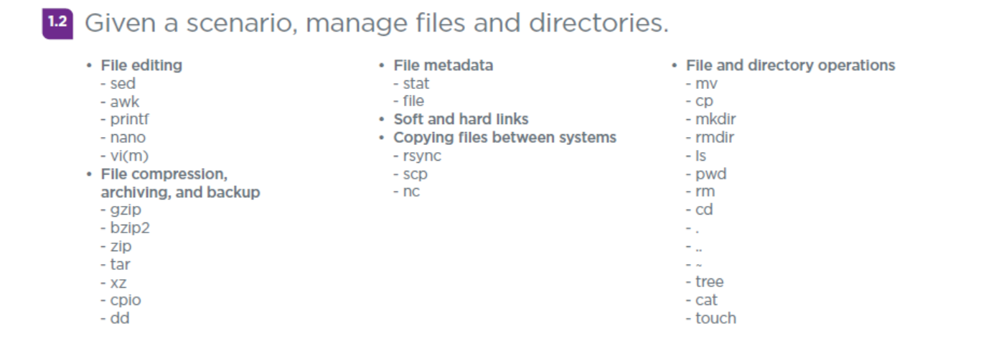 1.2 Given a scenario, manage files and directories.
• File editing
- sed
- awk
- printf
- nano
- vi(m)
• File compression,
archiving, and backup
- gzip
- bzip2
- zip
- tar
- xz
- cpio
- dd
• File metadata
- stat
- file
• Soft and hard links
• Copying files between systems
- rsync
- scp
- nc
• File and directory operations
- mv
- cp
- mkdir
- rmdir
- ls
- pwd
- rm
- cd
- .
- ..
- ~
- tree
- cat
- touch